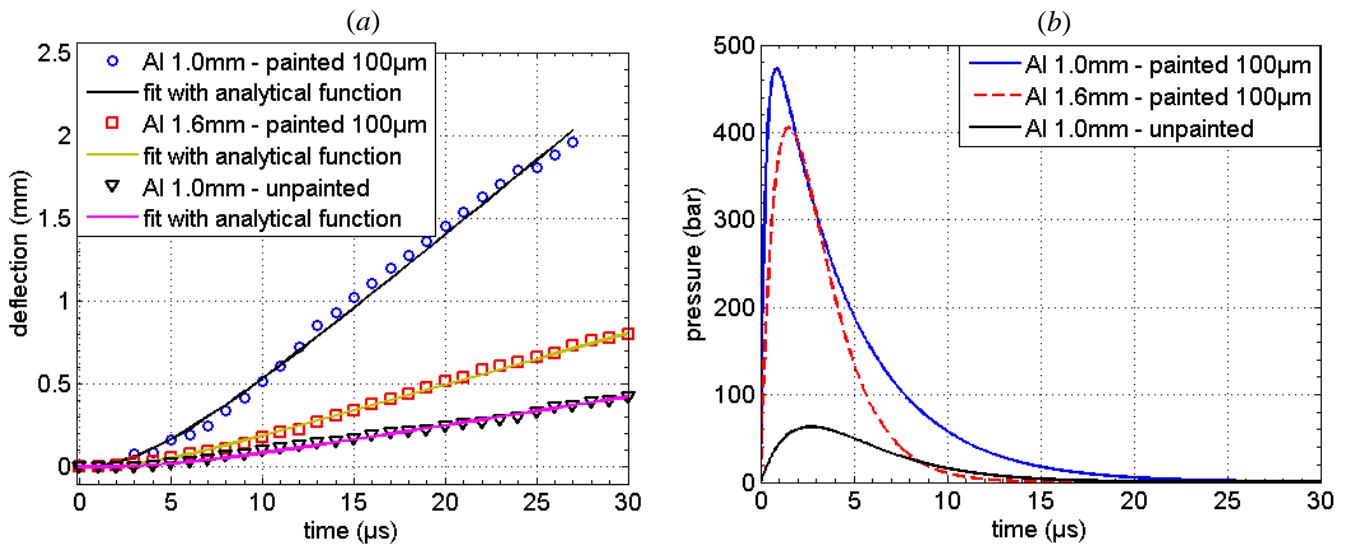 (a)
2.5
2
1.5
1
0.5
0
deflection (mm)
Al 1.0mm - painted 100µm
fit with analytical function
Al 1.6mm - painted 100µm
fit with analytical function
Al 1.0mm - unpainted
fit with analytical function
0 5 10 15 20 25 30
time (µs)
(b)
500
400
300
200
100
0
pressure (bar)
Al 1.0mm - painted 100µm
Al 1.6mm - painted 100µm
Al 1.0mm - unpainted
0 5 10 15 20 25 30
time (µs)